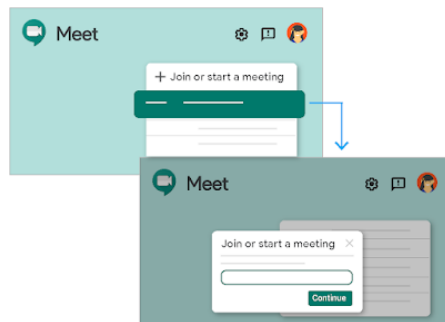 Meet
+ Join or start a meeting
Meet
Join or start a meeting
Continue